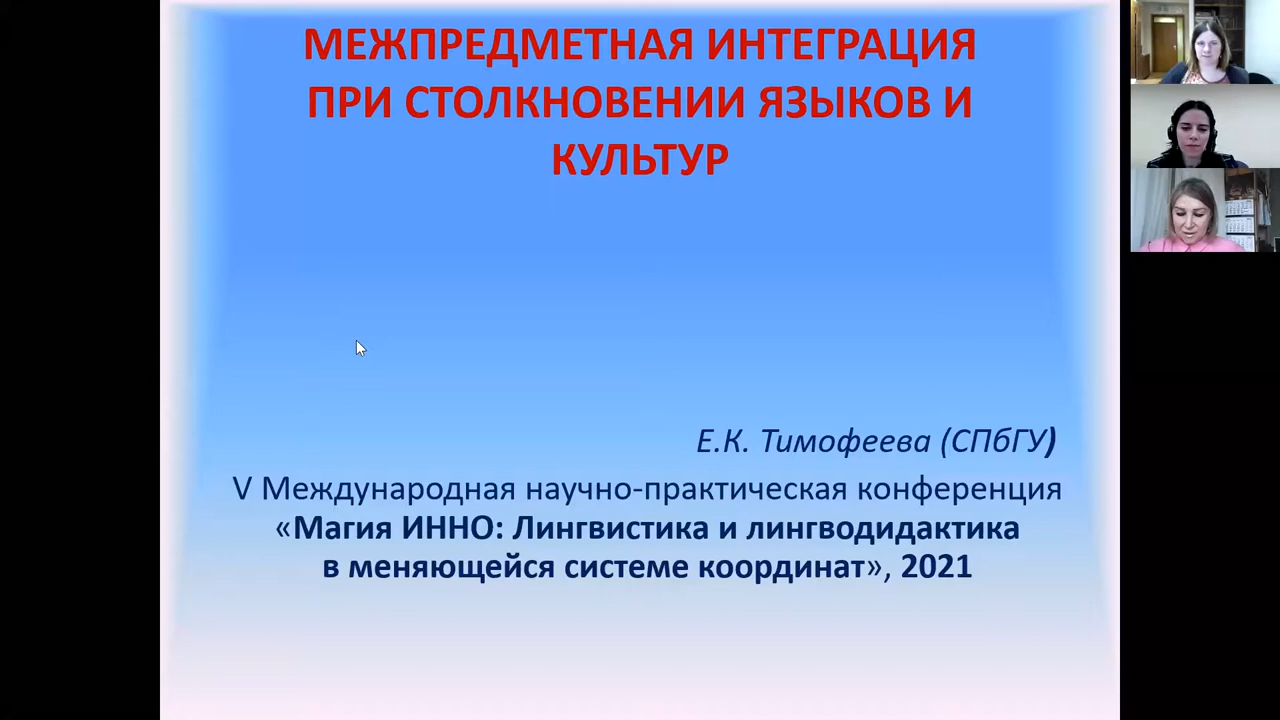 МЕЖПРЕДМЕТНАЯ ИНТЕГРАЦИЯ
ПРИ СТОЛКНОВЕНИИ ЯЗЫКОВ И
КУЛЬТУР
Е.К. Тимофеева (СПбГУ)
V Международная научно-практическая конференция
«Магия ИННО: Лингвистика и лингводидактика
в меняющейся системе координат», 2021